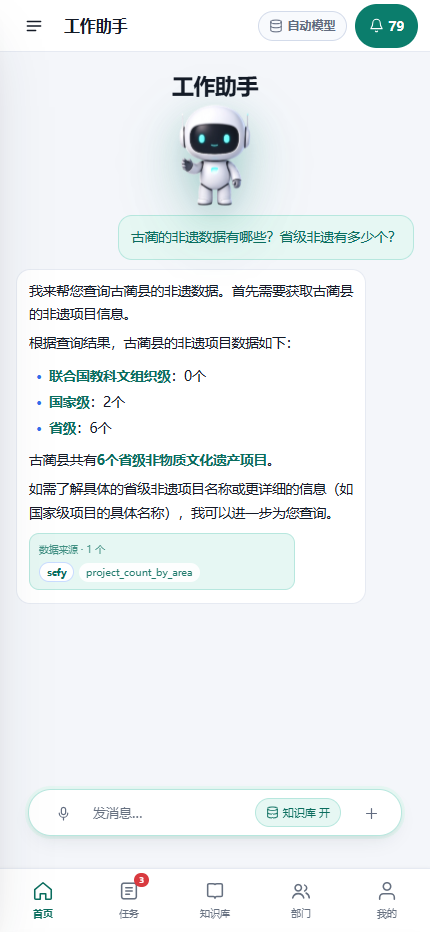 工作助手
自动模型
79
工作助手
古蔺的非遗数据有哪些？省级非遗有多少个？
我来帮您查询古蔺县的非遗数据。首先需要获取古蔺县
的非遗项目信息。
根据查询结果，古蔺县的非遗项目数据如下：
• 联合国教科文组织级：0个
• 国家级：2个
• 省级：6个
古蔺县共有6个省级非物质文化遗产项目。
如需了解具体的省级非遗项目名称或更详细的信息（如
国家级项目的具体名称），我可以进一步为您查询。
数据来源 · 1 个
scfy project_count_by_area
发消息...
知识库 开
3
首页
任务
知识库
部门
我的